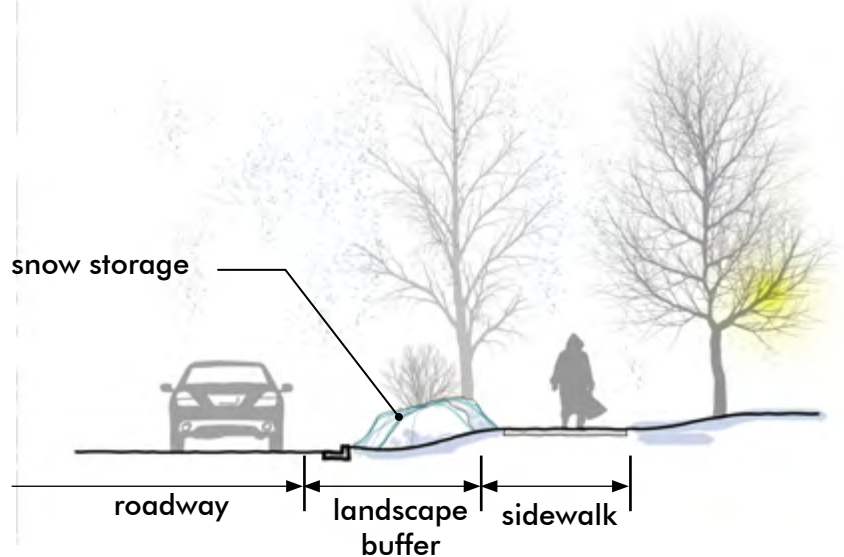 snow storage
roadway
landscape
buffer
sidewalk